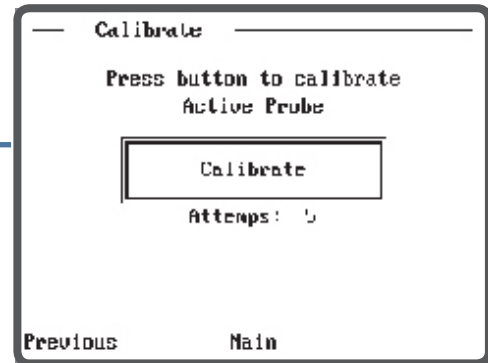 Calibrate
Press button to calibrate
Active Probe
Calibrate
Attemps: 5
Previous Main